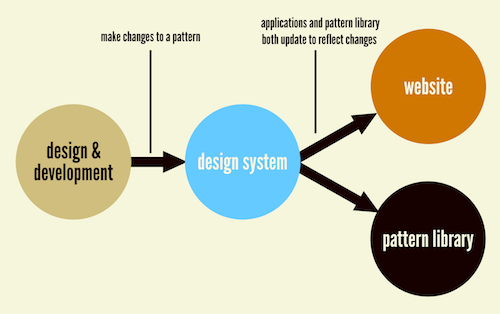 make changes to a pattern
applications and pattern library
both update to reflect changes
website
design &
development
design system
pattern library